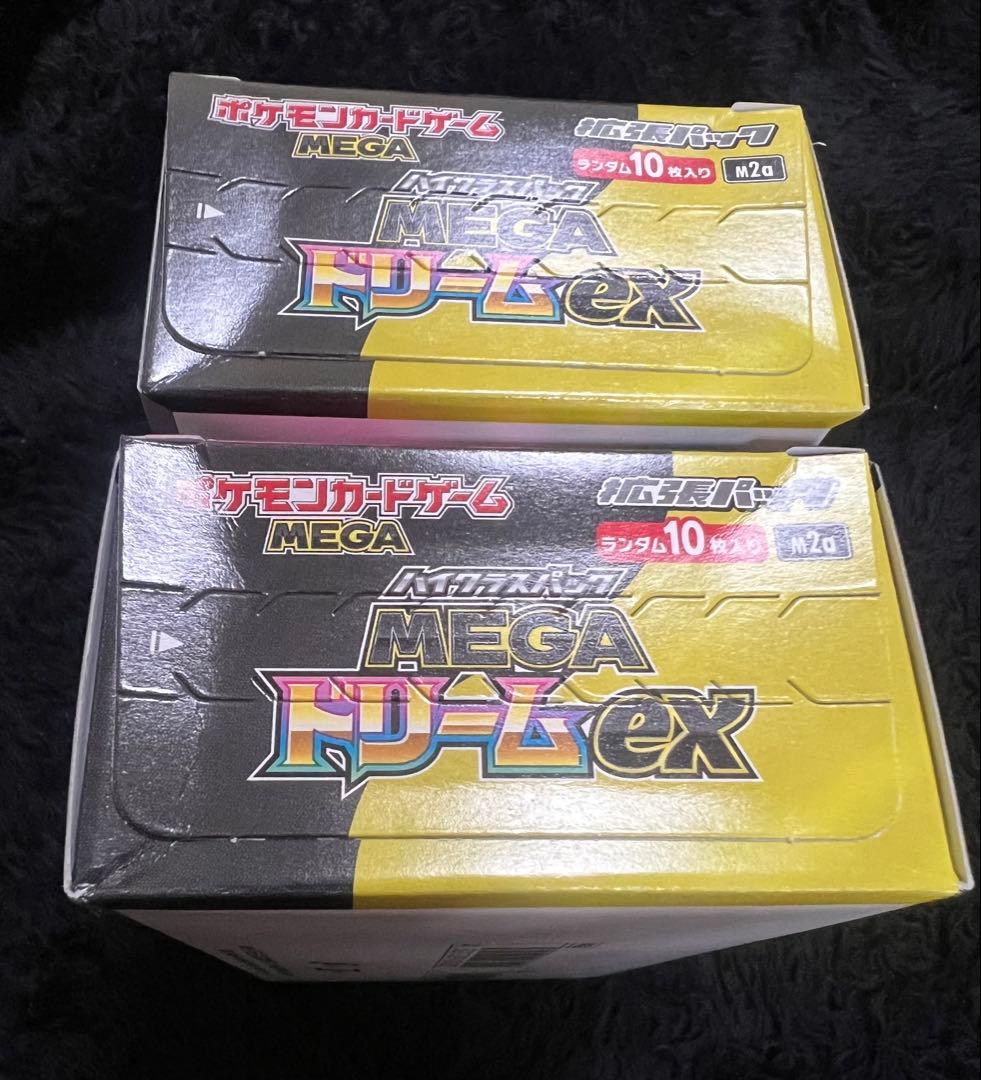 ポケモンカードゲーム
MEGA
拡張パック
ランダム10枚入り M2a
ハイクラスパック
MEGA
ドリームex
ポケモンカードゲーム
MEGA
拡張パック
ランダム10枚入り M2a
ハイクラスパック
MEGA
ドリームex